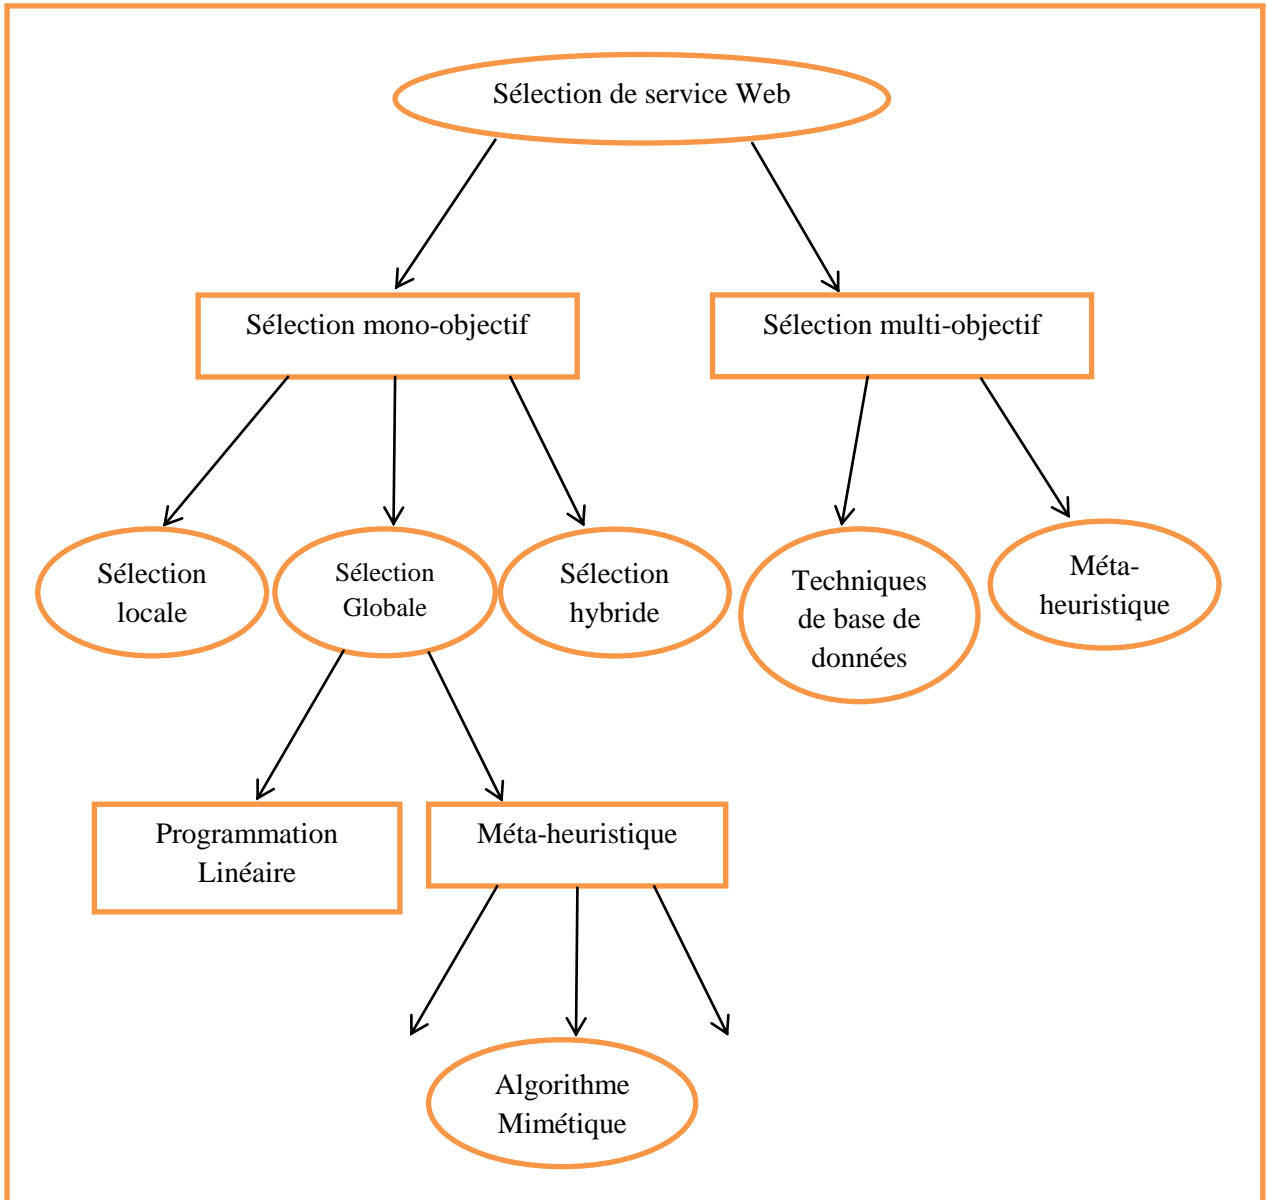 Sélection de service Web
Sélection mono-objectif
Sélection multi-objectif
Sélection
locale
Sélection
Globale
Sélection
hybride
Techniques
de base de
données
Méta-
heuristique
Programmation
Linéaire
Méta-heuristique
Algorithme
Mimétique